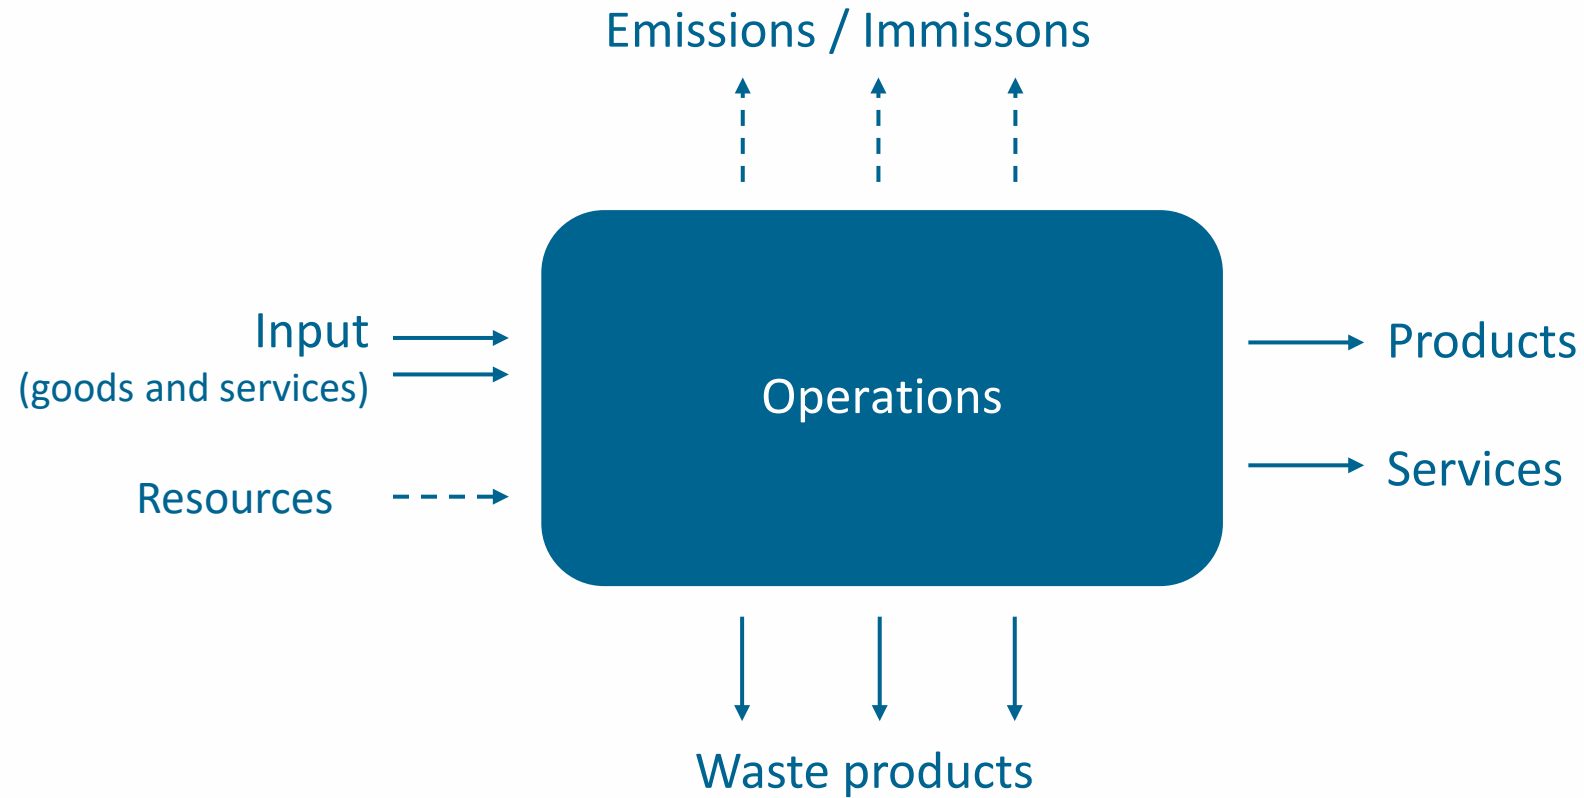 Emissions / Immissons
Input
(goods and services)
Resources
Operations
Products
Services
Waste products